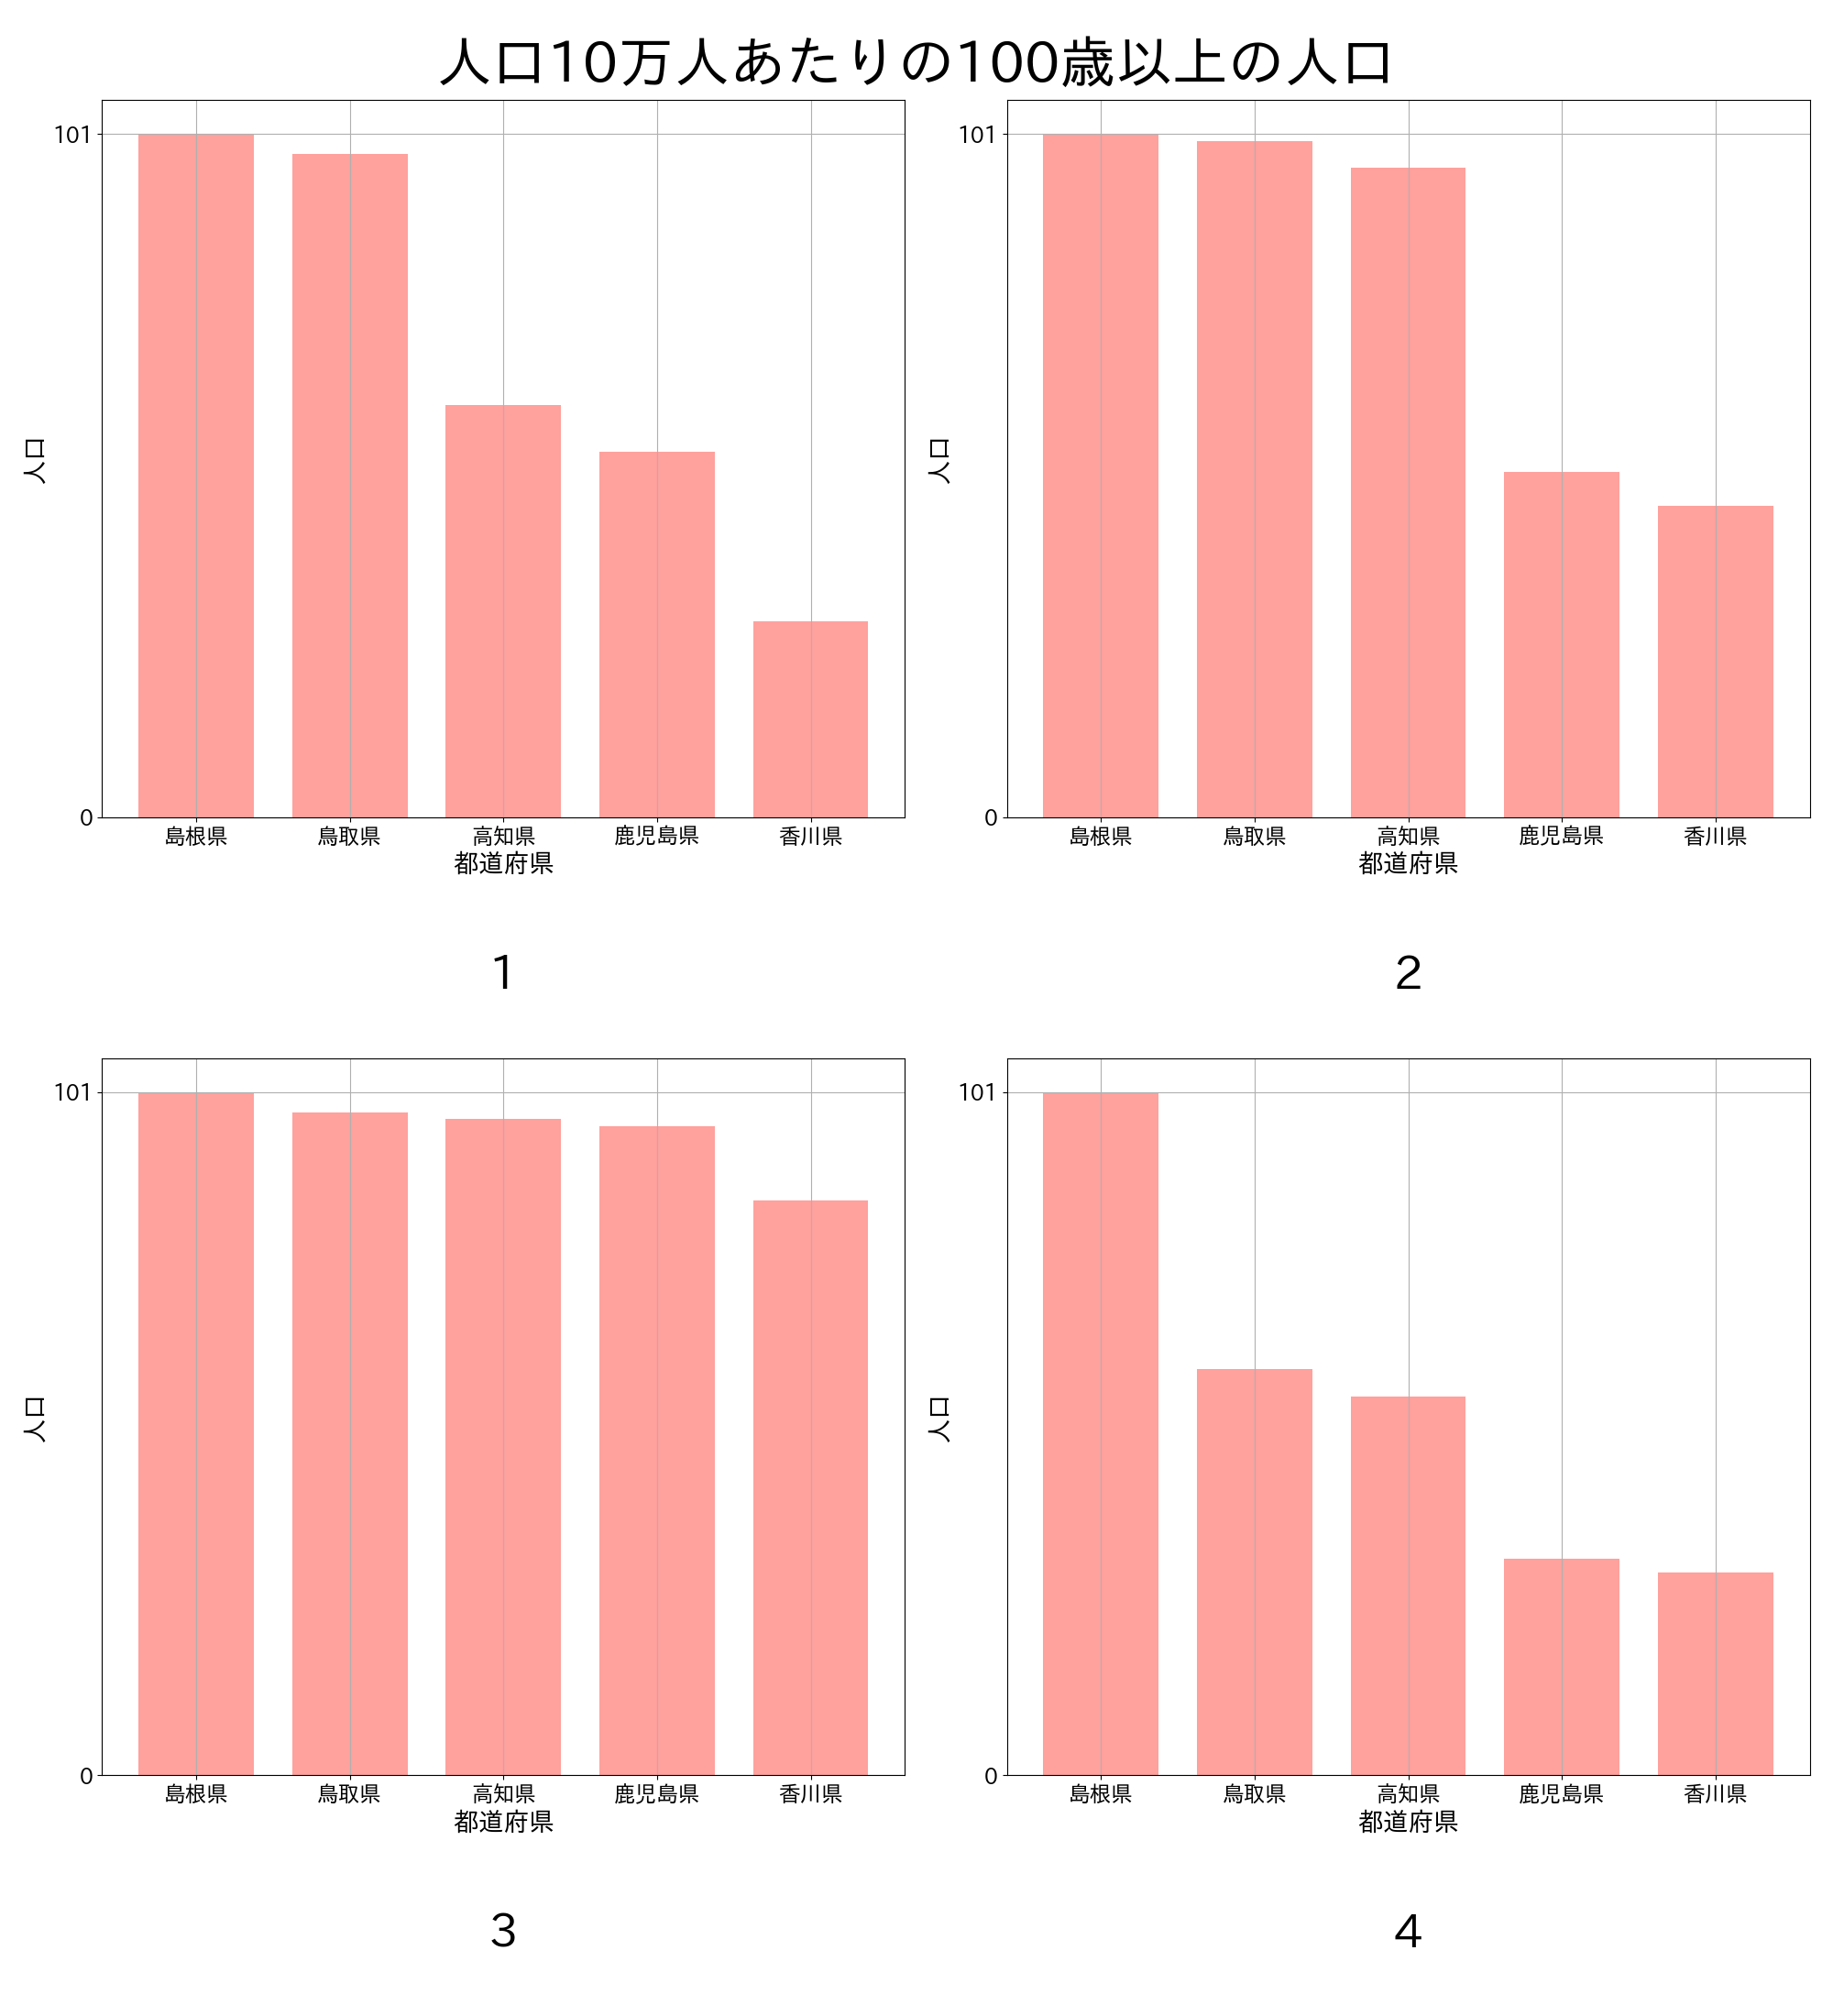 人口10万人あたりの100歳以上の人口
101
0
人口
島根県 鳥取県 高知県 鹿児島県 香川県
都道府県
1
101
0
人口
島根県 鳥取県 高知県 鹿児島県 香川県
都道府県
2
101
0
人口
島根県 鳥取県 高知県 鹿児島県 香川県
都道府県
3
101
0
人口
島根県 鳥取県 高知県 鹿児島県 香川県
都道府県
4